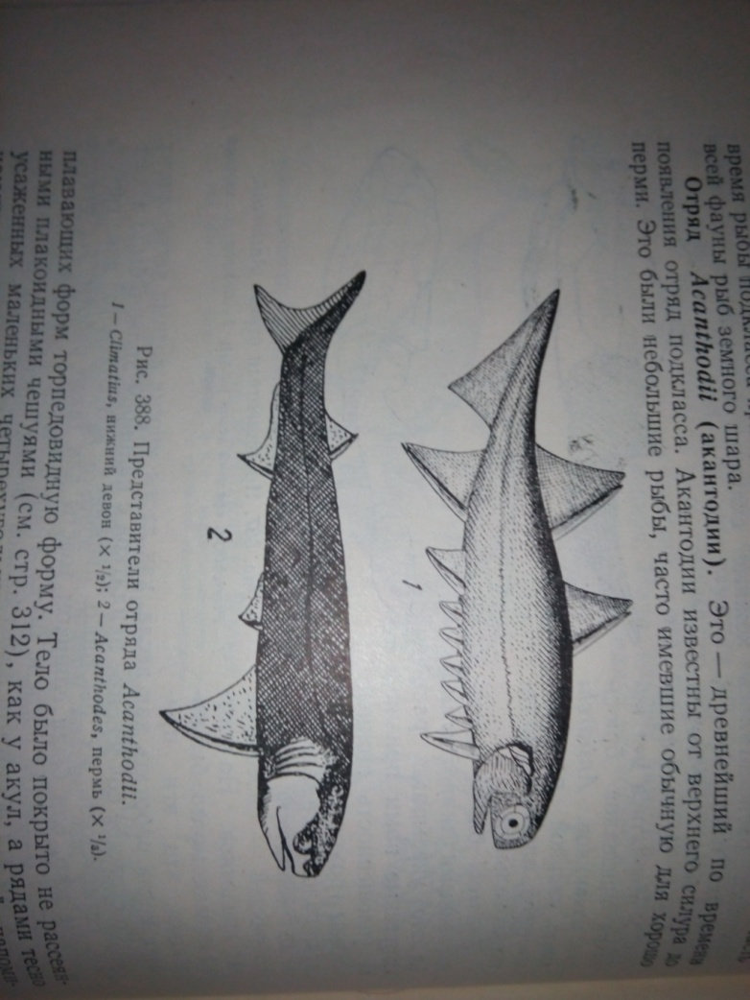 время рыбы
всей фауны рыб земного шара.
Отряд Acanthodii (акантодии). Это — древнейший по времени
появления отряд подкласса. Акантодии известны от верхнего силура до
перми. Это были небольшие рыбы, часто имевшие обычную для хорошо
1
2
Рис. 388. Представители отряда Acanthodii.
1 — Climatius, нижний девон (× 1/2); 2 — Acanthodes, пермь (× 1/2).
плавающих форм торпедовидную форму. Тело было покрыто не рассеян-
ными плакоидными чешуями (см. стр. 312), как у акул, а рядами тесно
усаженных маленьких